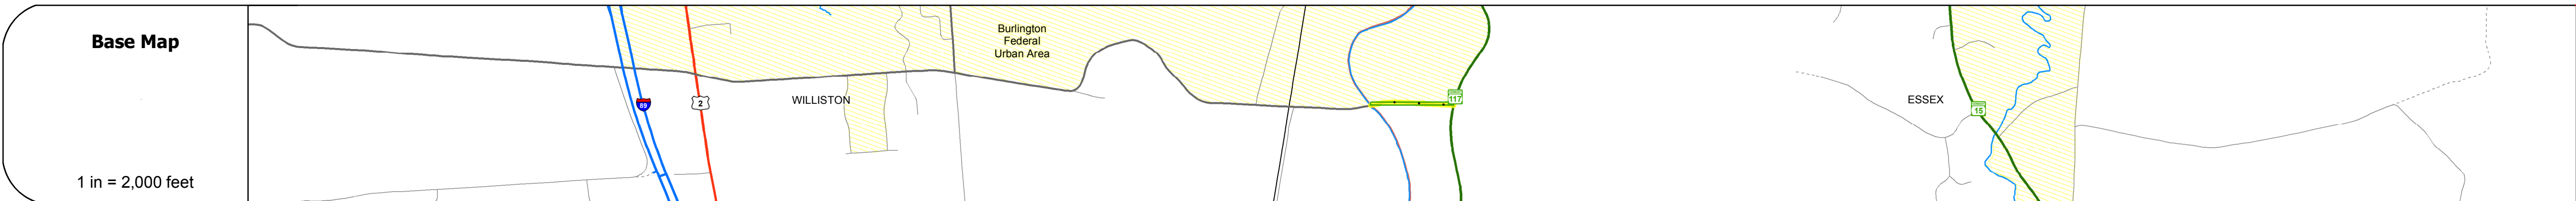 Base Map
1 in = 2,000 feet
89
2
WILLISTON
Burlington
Federal
Urban Area
117
ESSEX
15